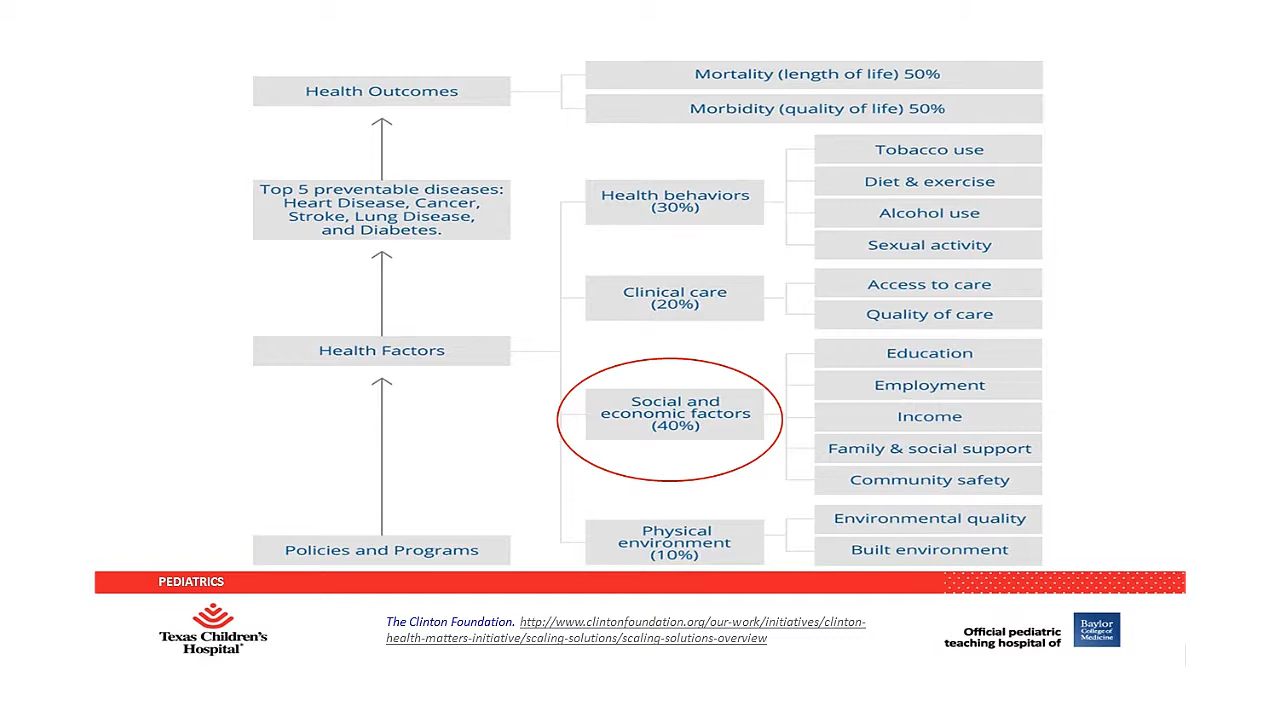 Health Outcomes
Mortality (length of life) 50%
Morbidity (quality of life) 50%
Top 5 preventable diseases:
Heart Disease, Cancer,
Stroke, Lung Disease,
and Diabetes.
Health behaviors
(30%)
Tobacco use
Diet & exercise
Alcohol use
Sexual activity
Clinical care
(20%)
Access to care
Quality of care
Health Factors
Social and
economic factors
(40%)
Education
Employment
Income
Family & social support
Community safety
Physical
environment
(10%)
Environmental quality
Built environment
Policies and Programs
PEDIATRICS
Texas Children's
Hospital®
The Clinton Foundation. http://www.clintonfoundation.org/our-work/initiatives/clinton-
health-matters-initiative/scaling-solutions/scaling-solutions-overview
Official pediatric
teaching hospital of
Baylor
College of
Medicine